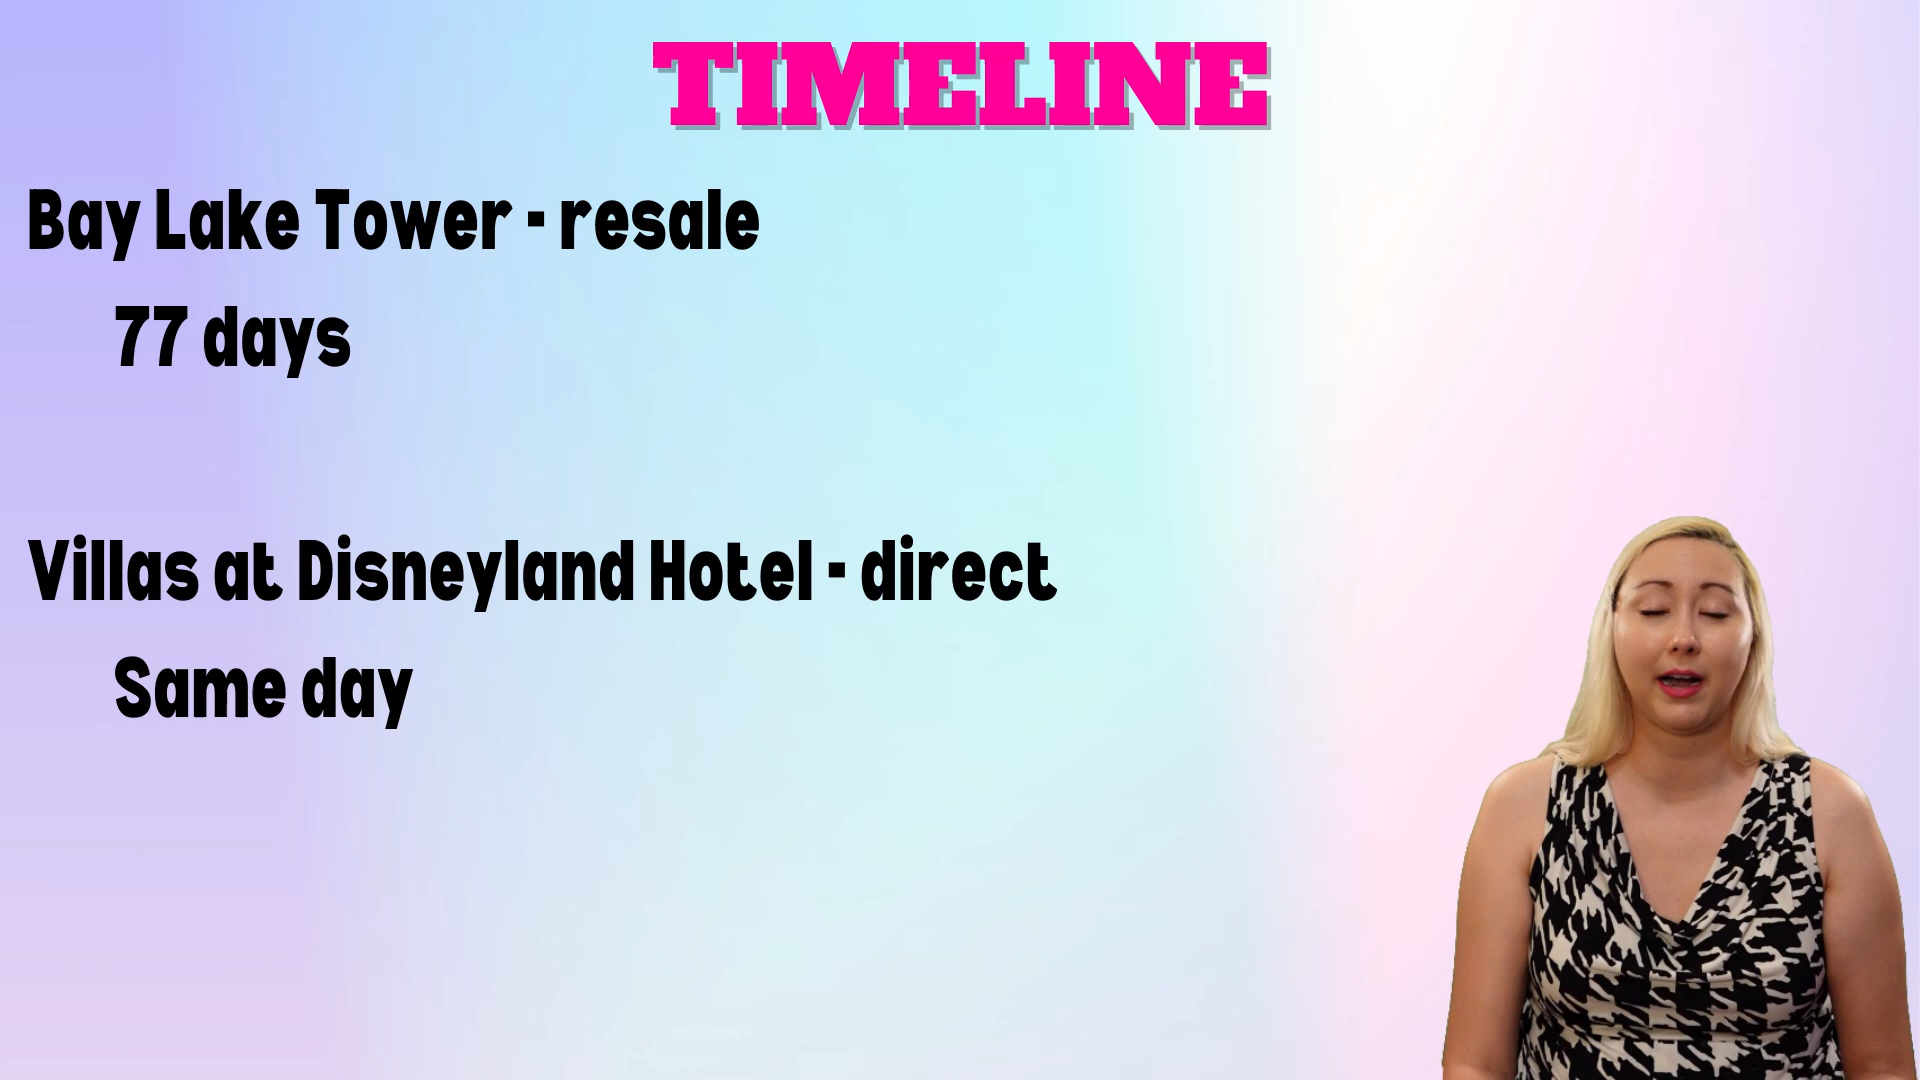 TIMELINE
Bay Lake Tower - resale
77 days
Villas at Disneyland Hotel - direct
Same day